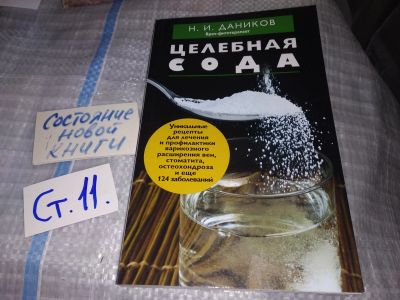 Н. И. ДАНИКОВ
Врач-фитотерапевт
ЦЕЛЕБНАЯ
СОДА
Уникальные
рецепты
для лечения
и профилактики
варикозного
расширения вен,
стоматита,
остеохондроза
и еще
124 заболеваний
СОСТОЯНИЕ
НОВОЙ
КНИГИ
Ст. 11.